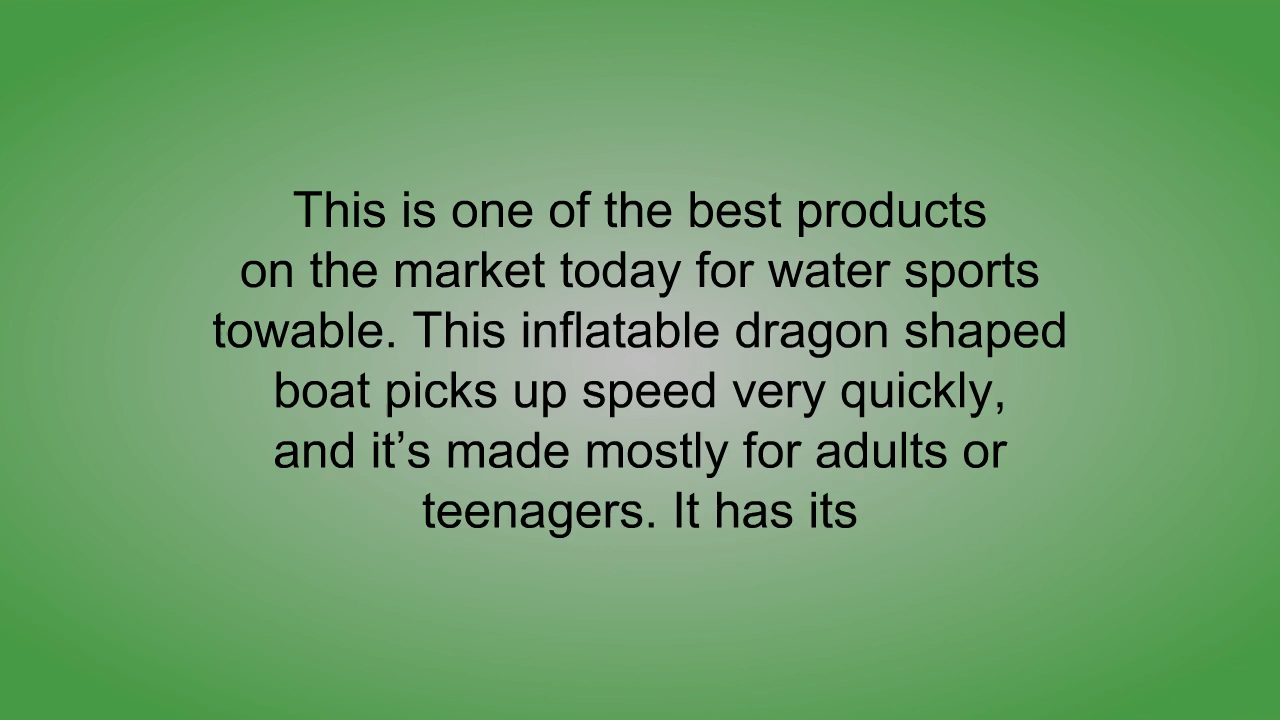 This is one of the best products
on the market today for water sports
towable. This inflatable dragon shaped
boat picks up speed very quickly,
and it’s made mostly for adults or
teenagers. It has its